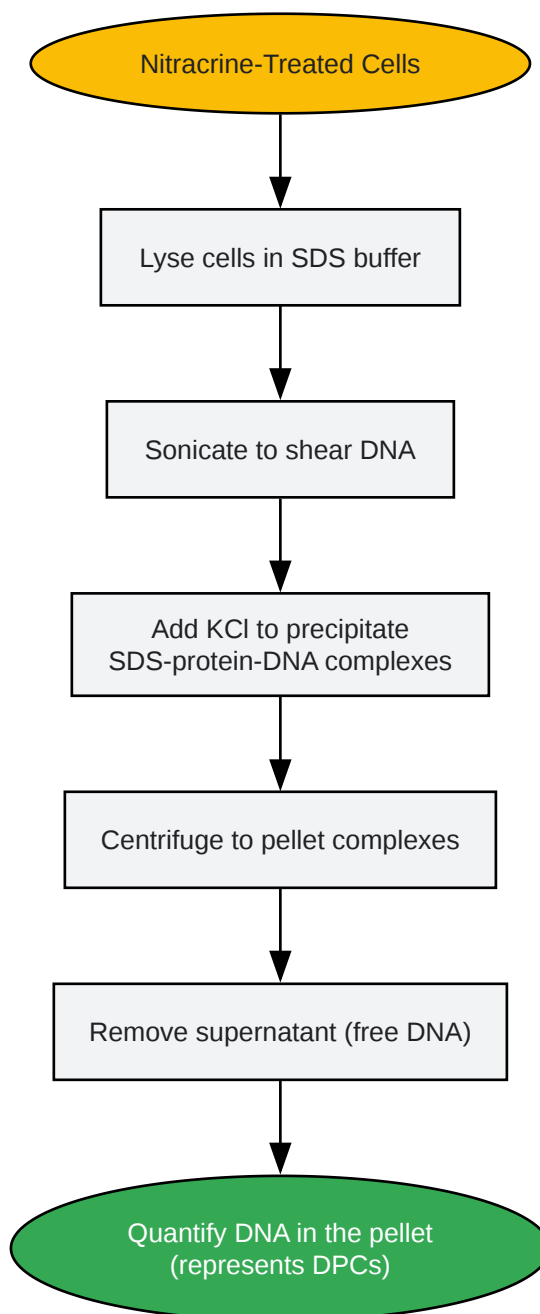 Nitracrine-Treated Cells
Lyse cells in SDS buffer
Sonicate to shear DNA
Add KCl to precipitate
SDS-protein-DNA complexes
Centrifuge to pellet complexes
Remove supernatant (free DNA)
Quantify DNA in the pellet
(represents DPCs)